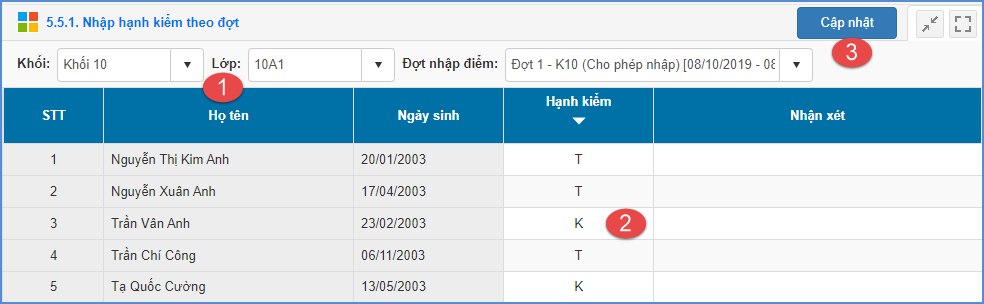 5.5.1. Nhập hạnh kiểm theo đợt Cập nhật
3
Khối: Khối 10 Lớp: 10A1 Đợt nhập điểm: Đợt 1 - K10 (Cho phép nhập) [08/10/2019 - 08
1
STT Họ tên Ngày sinh Hạnh kiểm Nhận xét
1 Nguyễn Thị Kim Anh 20/01/2003 T
2 Nguyễn Xuân Anh 17/04/2003 T
3 Trần Vân Anh 23/02/2003 K 2
4 Trần Chí Công 06/11/2003 T
5 Tạ Quốc Cường 13/05/2003 K